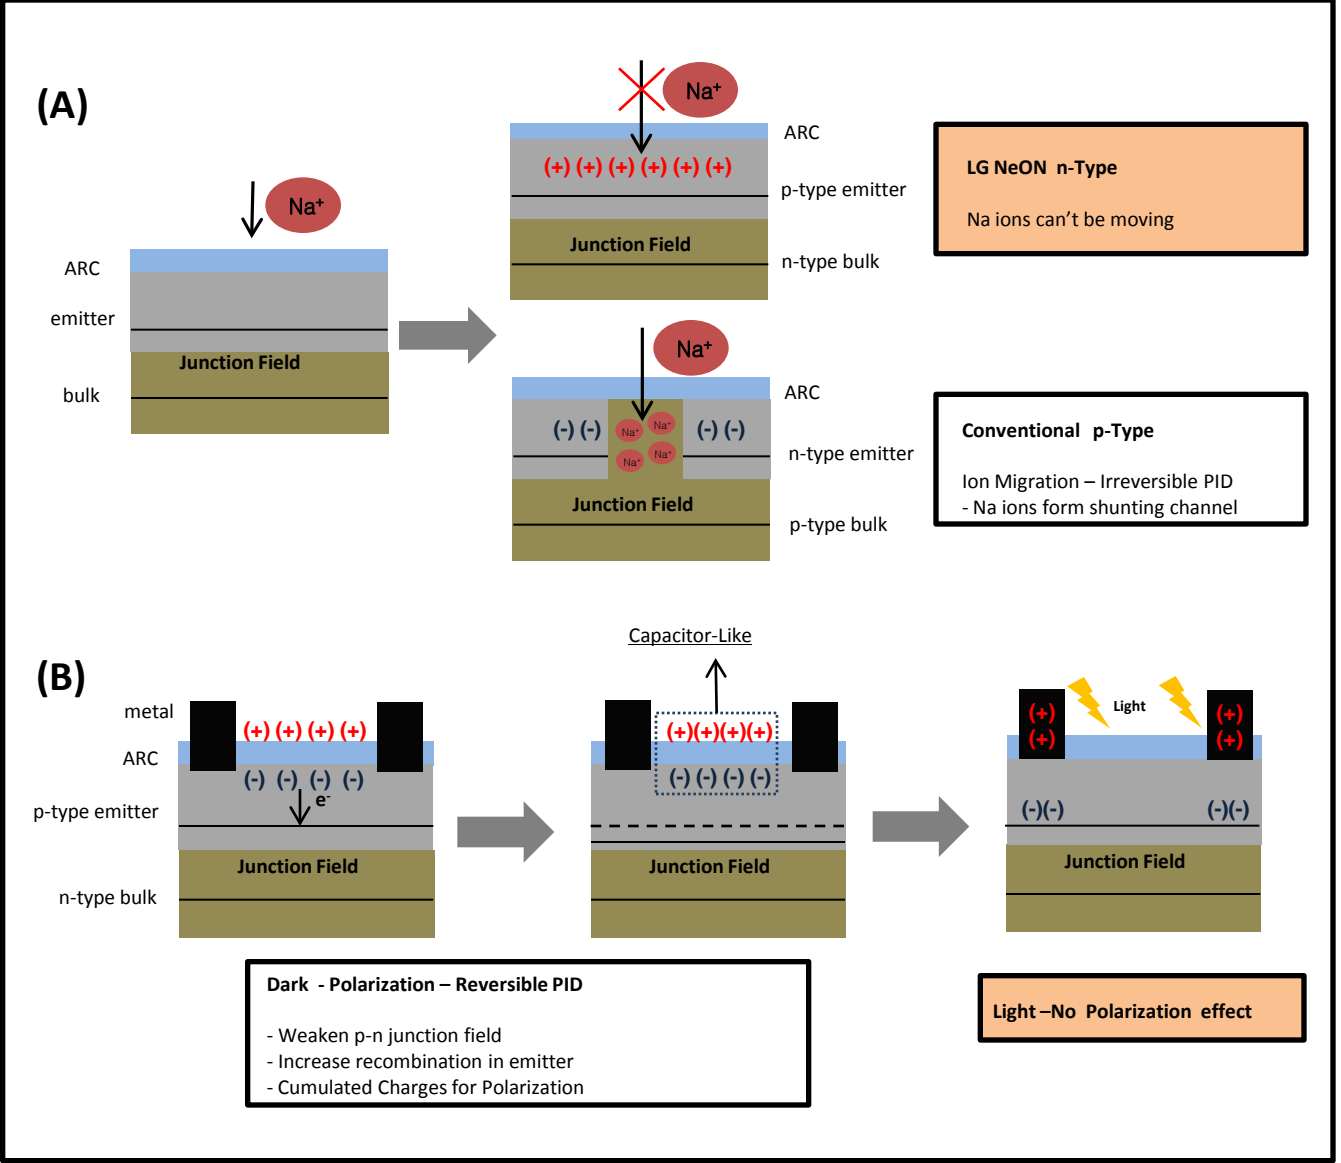 (A)
Na⁺
ARC
emitter
Junction Field
bulk
Na⁺
ARC
(+) (+) (+) (+) (+) (+)
p-type emitter
Junction Field
n-type bulk
LG NeON n-Type
Na ions can't be moving
Na⁺
ARC
(-) (-)
Na⁺
Na⁺
Na⁺
Na⁺
(-) (-)
n-type emitter
Junction Field
p-type bulk
Conventional p-Type
Ion Migration – Irreversible PID
- Na ions form shunting channel
(B)
metal
(+) (+) (+) (+)
ARC
(-) (-) (-) (-)
e⁻
p-type emitter
Junction Field
n-type bulk
Capacitor-Like
(+)(+)(+)(+)
(-) (-) (-) (-)
Junction Field
Light
(+)
(+)
(+)
(+)
(-)(-)
(-)(-)
Junction Field
Dark - Polarization – Reversible PID
- Weaken p-n junction field
- Increase recombination in emitter
- Cumulated Charges for Polarization
Light –No Polarization effect